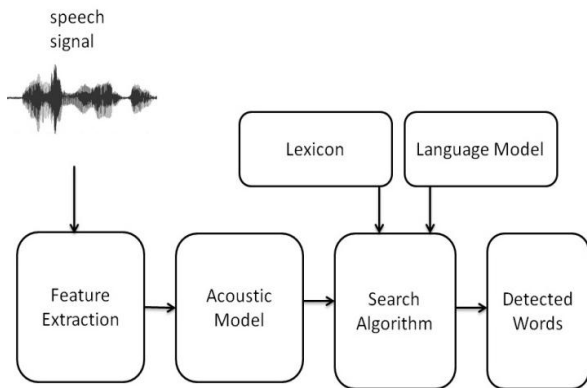 speech
signal
Lexicon
Language Model
Feature
Extraction
Acoustic
Model
Search
Algorithm
Detected
Words